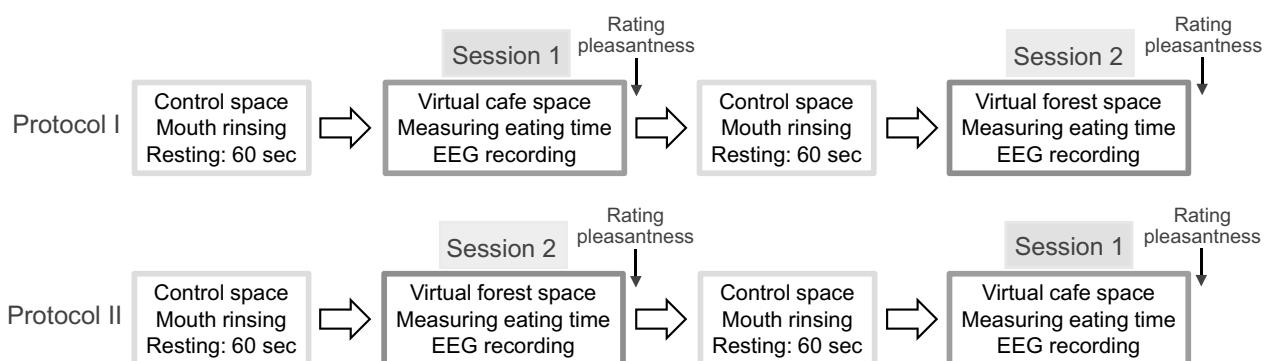 Rating
pleasantness
Session 1
Rating
pleasantness
Session 2
Protocol I
Control space
Mouth rinsing
Resting: 60 sec
Virtual cafe space
Measuring eating time
EEG recording
Control space
Mouth rinsing
Resting: 60 sec
Virtual forest space
Measuring eating time
EEG recording
Rating
pleasantness
Session 2
Rating
pleasantness
Session 1
Protocol II
Control space
Mouth rinsing
Resting: 60 sec
Virtual forest space
Measuring eating time
EEG recording
Control space
Mouth rinsing
Resting: 60 sec
Virtual cafe space
Measuring eating time
EEG recording